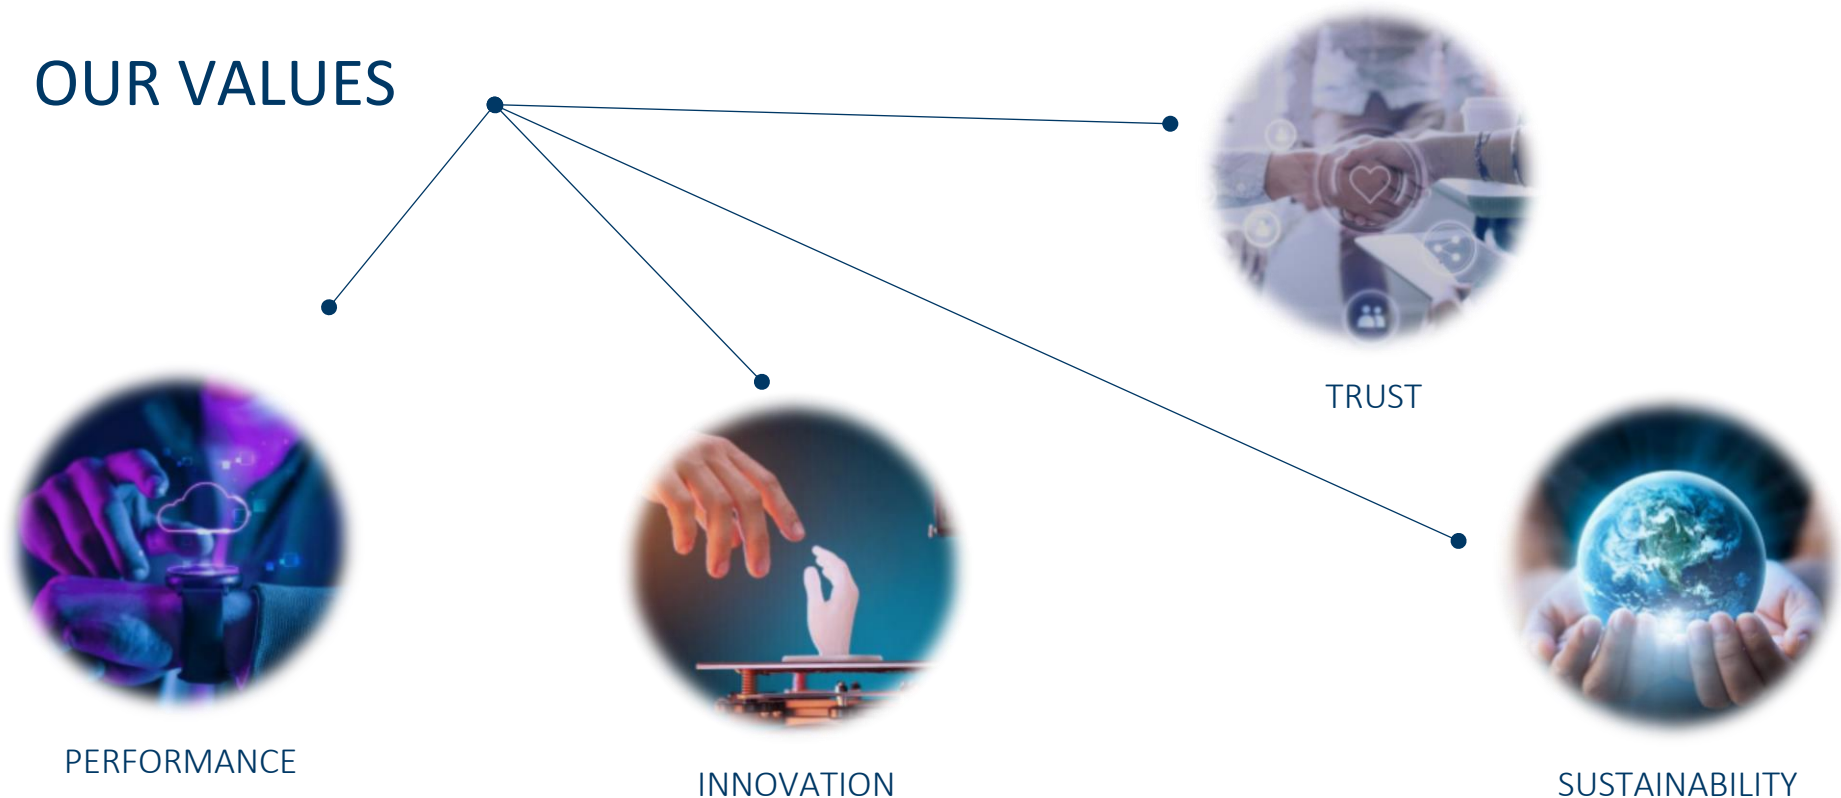 OUR VALUES
TRUST
PERFORMANCE
INNOVATION
SUSTAINABILITY